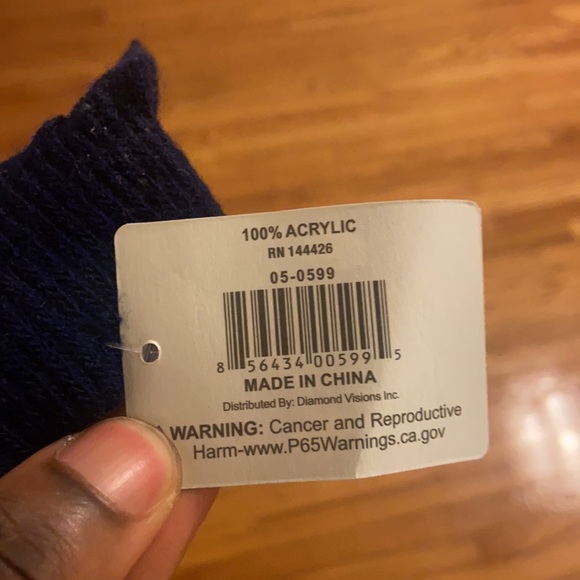 100% ACRYLIC
RN 144426
05-0599
8 56434 00599 5
MADE IN CHINA
Distributed By: Diamond Visions Inc.
WARNING: Cancer and Reproductive
Harm-www.P65Warnings.ca.gov